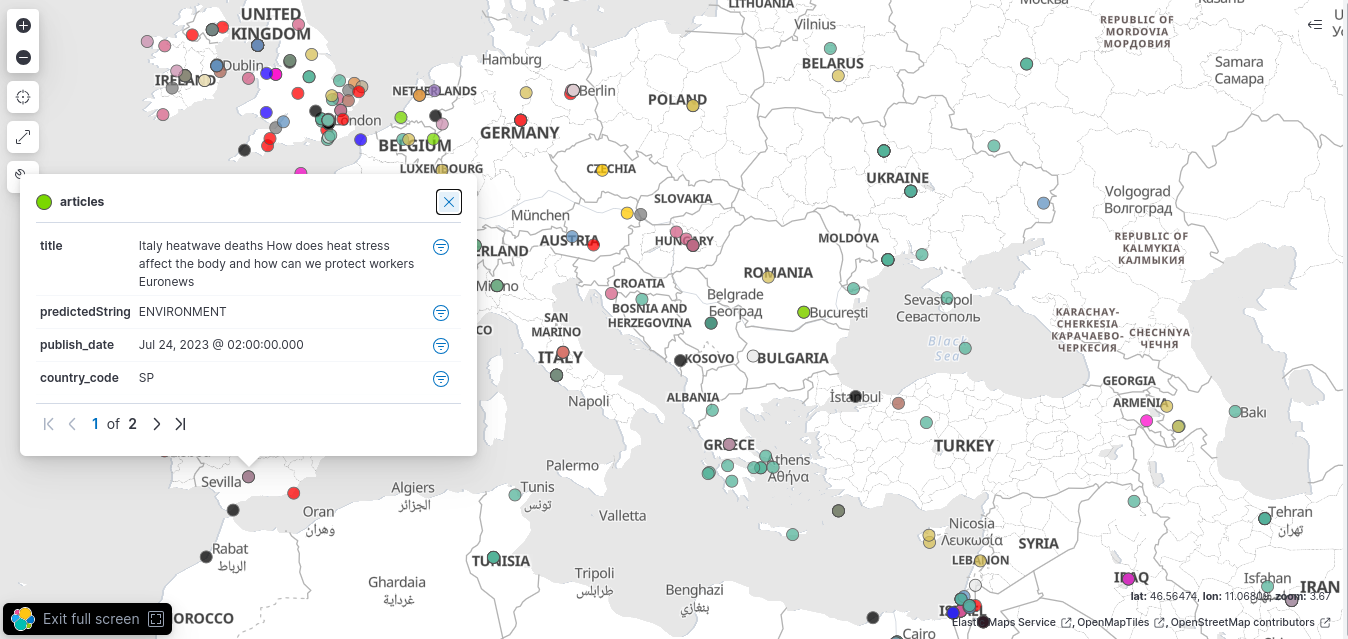 LITHUANIA
Москва
Казань
UNITED
KINGDOM
Vilnius
REPUBLIC OF
MORDOVIA
МОРДОВИЯ
Dublin
Hamburg
BELARUS
Samara
Самара
IRELAND
NETHERLANDS
Berlin
POLAND
London
GERMANY
BELGIUM
LUXEMBOURG
CZECHIA
UKRAINE
Volgograd
Волгоград
articles
title
Italy heatwave deaths How does heat stress
affect the body and how can we protect workers
Euronews
predictedString
ENVIRONMENT
publish_date
Jul 24, 2023 @ 02:00:00.000
country_code
SP
1 of 2
SLOVAKIA
München
AUSTRIA
HUNGARY
MOLDOVA
REPUBLIC OF
KALMYKIA
КАЛМЫКИЯ
ERLAND
Milano
CROATIA
ROMANIA
Belgrade
Београд
BOSNIA AND
HERZEGOVINA
București
Sevastopol
Севастополь
SAN
MARINO
CO
KARACHAY-
CHERKESIA
КАРАЧАЕВО-
ЧЕРКЕСИЯ
CHECHNYA
ЧЕЧНЯ
Black
Sea
ITALY
KOSOVO
BULGARIA
GEORGIA
Napoli
ALBANIA
İstanbul
ARMENIA
Bakı
GREECE
TURKEY
Athens
Αθήνα
Palermo
Sevilla
Algiers
الجزائر
Tunis
تونس
Oran
وهران
Valletta
Nicosia
Λευκωσία
Tehran
تهران
Rabat
الرباط
TUNISIA
SYRIA
LEBANON
Ghardaia
غرداية
Tripoli
طرابلس
Benghazi
بنغازي
IRAQ
Isfahan
IRAN
lat: 46.56474, lon: 11.06809, zoom: 3.67
Exit full screen
OROCCO
ISRAEL
Elastic Maps Service , OpenMapTiles , OpenStreetMap contributors
Cairo